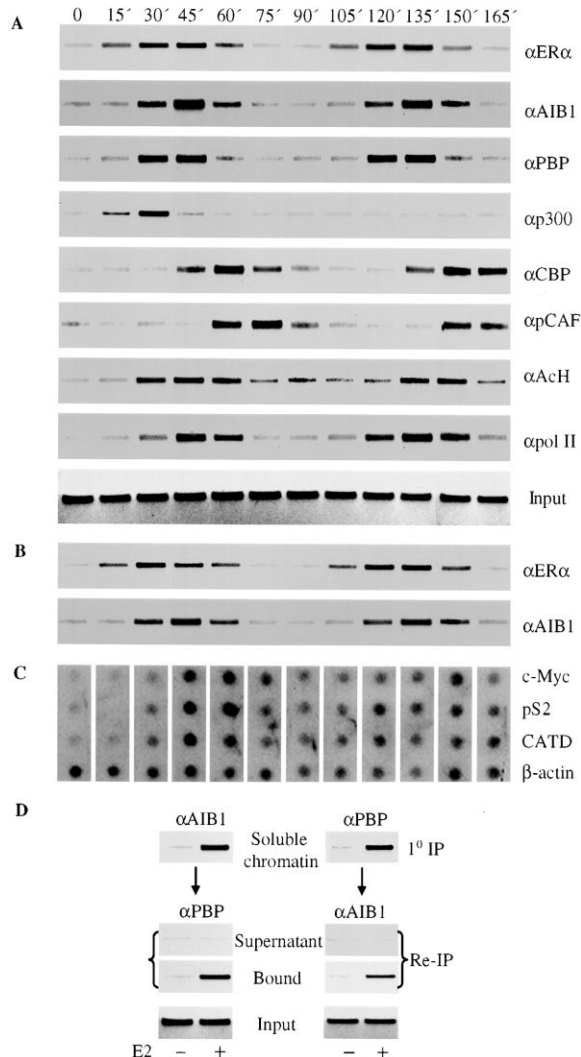 A
0 15´ 30´ 45´ 60´ 75´ 90´ 105´ 120´ 135´ 150´ 165´
αERα
αAIB1
αPBP
αp300
αCBP
αpCAF
αAcH
αpol II
Input
B
αERα
αAIB1
C
c-Myc
pS2
CATD
β-actin
D
αAIB1 αPBP
Soluble chromatin
1⁰ IP
αPBP αAIB1
Supernatant
Re-IP
Bound
Input
E2 – + – +